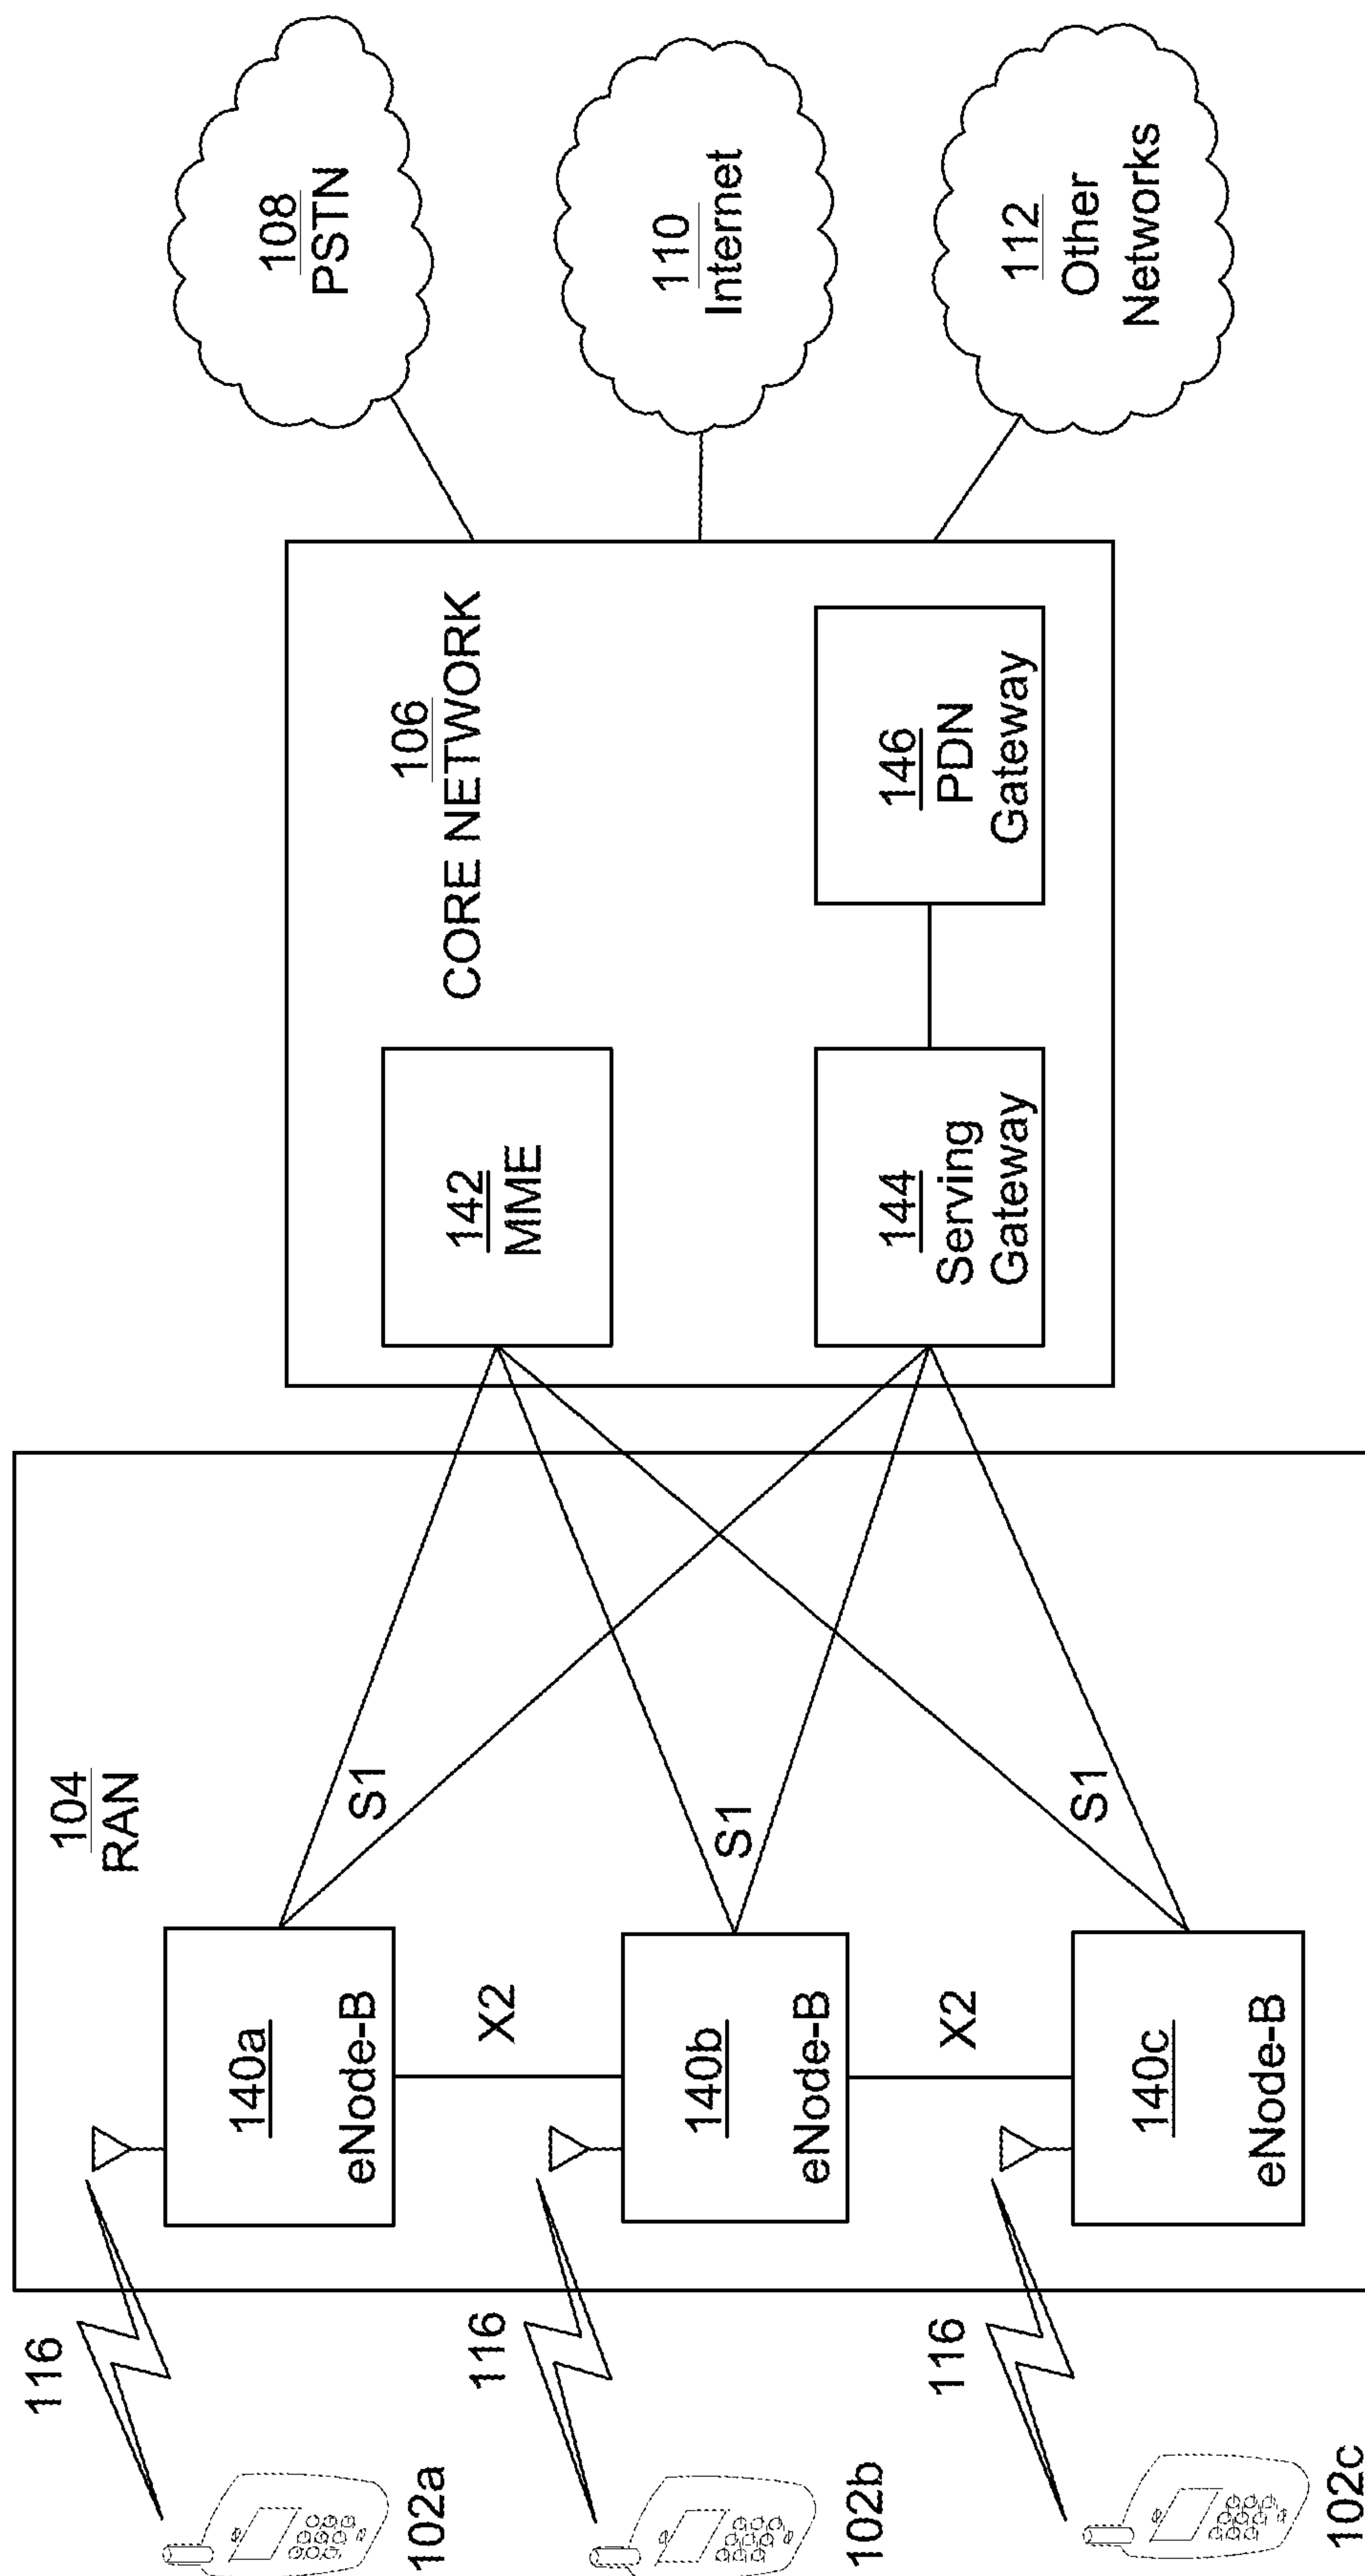 116
102a
116
102b
116
102c
104
RAN
140a
eNode-B
X2
140b
eNode-B
X2
140c
eNode-B
S1
S1
S1
106
CORE NETWORK
142
MME
144
Serving
Gateway
146
PDN
Gateway
108
PSTN
110
Internet
112
Other
Networks